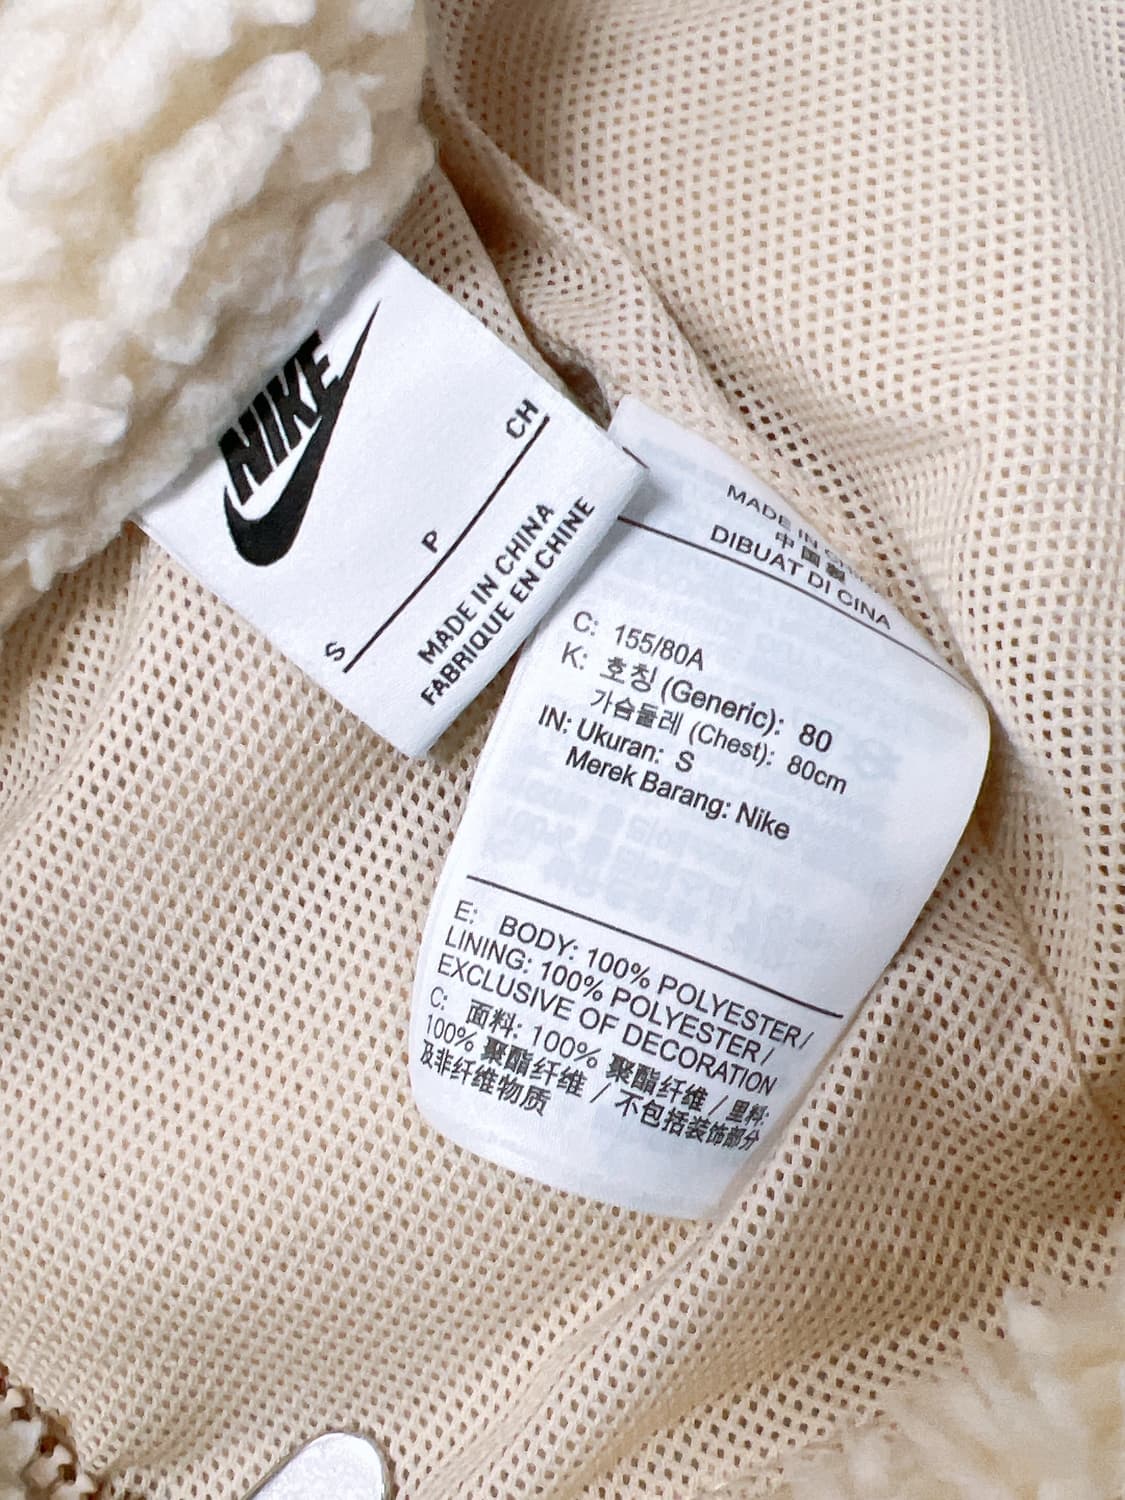 NIKE
S P CH
MADE IN CHINA
FABRIQUE EN CHINE
MADE IN
中国製
DIBUAT DI CINA
C: 155/80A
K: 호칭 (Generic): 80
가슴둘레 (Chest): 80cm
IN: Ukuran: S
Merek Barang: Nike
E: BODY: 100% POLYESTER/
LINING: 100% POLYESTER/
EXCLUSIVE OF DECORATION
C: 面料: 100% 聚酯纤维 / 里料:
100% 聚酯纤维 / 不包括装饰部分
及非纤维物质